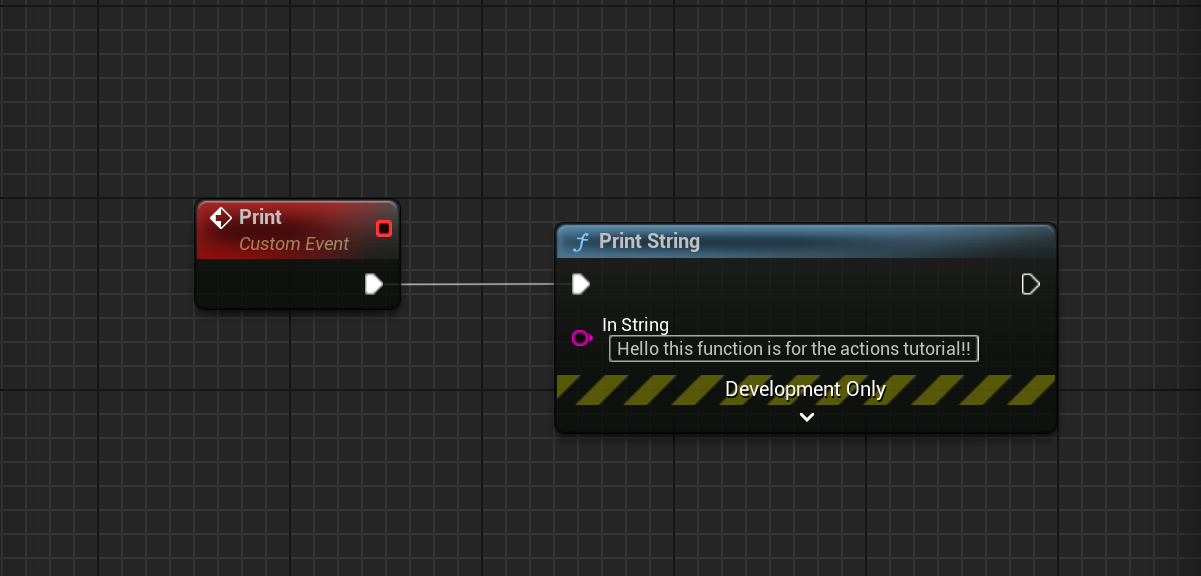 Print
Custom Event
Print String
In String
Hello this function is for the actions tutorial!!
Development Only